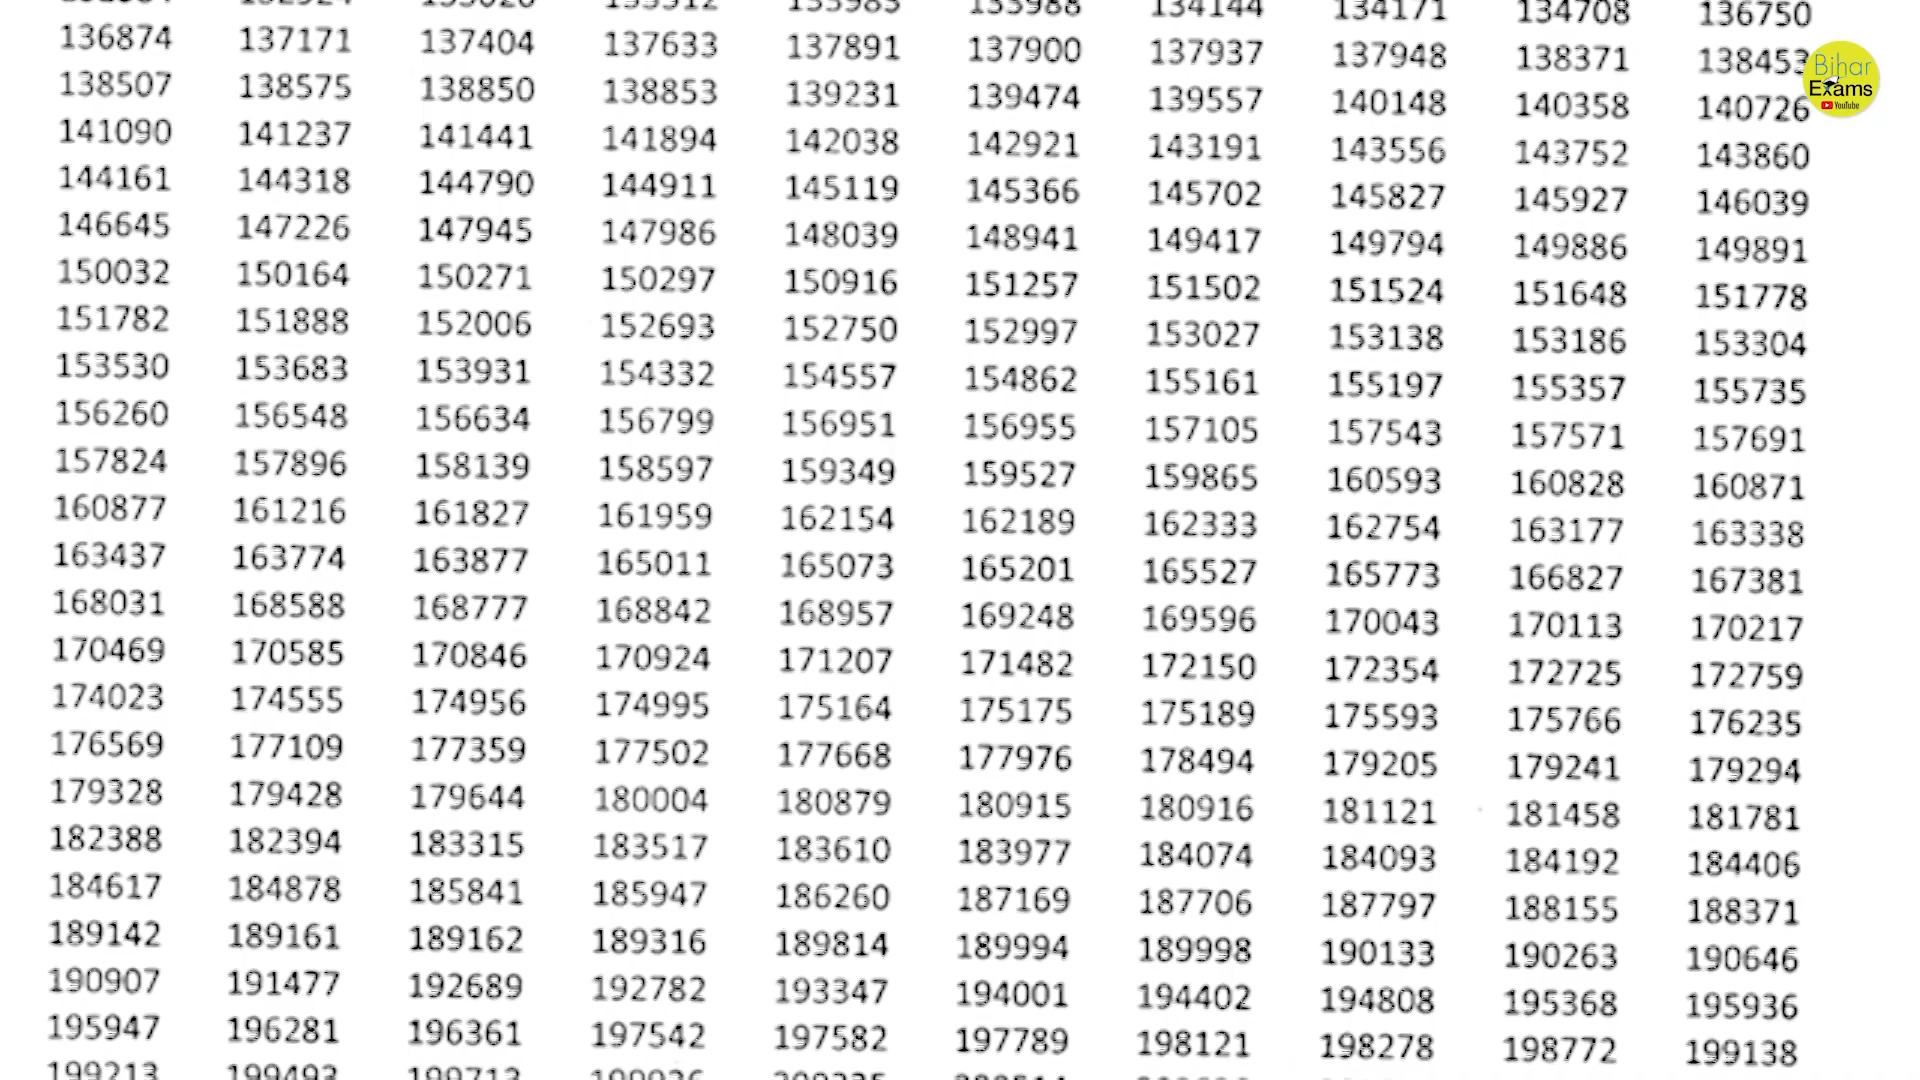 133988 134144 134171 134708 136750
136874 137171 137404 137633 137891 137900 137937 137948 138371 138453
138507 138575 138850 138853 139231 139474 139557 140148 140358 140726
141090 141237 141441 141894 142038 142921 143191 143556 143752 143860
144161 144318 144790 144911 145119 145366 145702 145827 145927 146039
146645 147226 147945 147986 148039 148941 149417 149794 149886 149891
150032 150164 150271 150297 150916 151257 151502 151524 151648 151778
151782 151888 152006 152693 152750 152997 153027 153138 153186 153304
153530 153683 153931 154332 154557 154862 155161 155197 155357 155735
156260 156548 156634 156799 156951 156955 157105 157543 157571 157691
157824 157896 158139 158597 159349 159527 159865 160593 160828 160871
160877 161216 161827 161959 162154 162189 162333 162754 163177 163338
163437 163774 163877 165011 165073 165201 165527 165773 166827 167381
168031 168588 168777 168842 168957 169248 169596 170043 170113 170217
170469 170585 170846 170924 171207 171482 172150 172354 172725 172759
174023 174555 174956 174995 175164 175175 175189 175593 175766 176235
176569 177109 177359 177502 177668 177976 178494 179205 179241 179294
179328 179428 179644 180004 180879 180915 180916 181121 181458 181781
182388 182394 183315 183517 183610 183977 184074 184093 184192 184406
184617 184878 185841 185947 186260 187169 187706 187797 188155 188371
189142 189161 189162 189316 189814 189994 189998 190133 190263 190646
190907 191477 192689 192782 193347 194001 194402 194808 195368 195936
195947 196281 196361 197542 197582 197789 198121 198278 198772 199138
199213 199493 199713
Bihar
Exams
YouTube